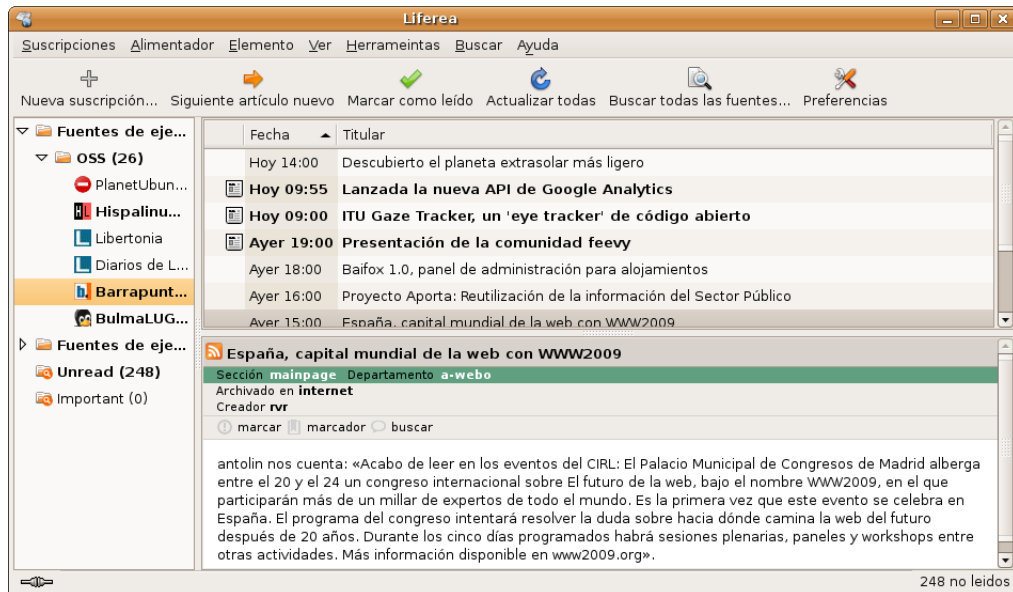 Liferea
Suscripciones Alimentador Elemento Ver Herrameintas Buscar Ayuda
Nueva suscripción... Siguiente artículo nuevo Marcar como leído Actualizar todas Buscar todas las fuentes... Preferencias
Fuentes de eje...
OSS (26)
PlanetUbun...
Hispalinu...
Libertonia
Diarios de L...
Barrapunt...
BulmaLUG...
Fuentes de eje...
Unread (248)
Important (0)
Fecha Titular
Hoy 14:00 Descubierto el planeta extrasolar más ligero
Hoy 09:55 Lanzada la nueva API de Google Analytics
Hoy 09:00 ITU Gaze Tracker, un 'eye tracker' de código abierto
Ayer 19:00 Presentación de la comunidad feevy
Ayer 18:00 Baifox 1.0, panel de administración para alojamientos
Ayer 16:00 Proyecto Aporta: Reutilización de la información del Sector Público
Ayer 15:00 España, capital mundial de la web con WWW2009
España, capital mundial de la web con WWW2009
Sección mainpage Departamento a-webo
Archivado en internet
Creador rvr
marcar marcador buscar
antolin nos cuenta: «Acabo de leer en los eventos del CIRL: El Palacio Municipal de Congresos de Madrid alberga
entre el 20 y el 24 un congreso internacional sobre El futuro de la web, bajo el nombre WWW2009, en el que
participarán más de un millar de expertos de todo el mundo. Es la primera vez que este evento se celebra en
España. El programa del congreso intentará resolver la duda sobre hacia dónde camina la web del futuro
después de 20 años. Durante los cinco días programados habrá sesiones plenarias, paneles y workshops entre
otras actividades. Más información disponible en www2009.org».
248 no leidos